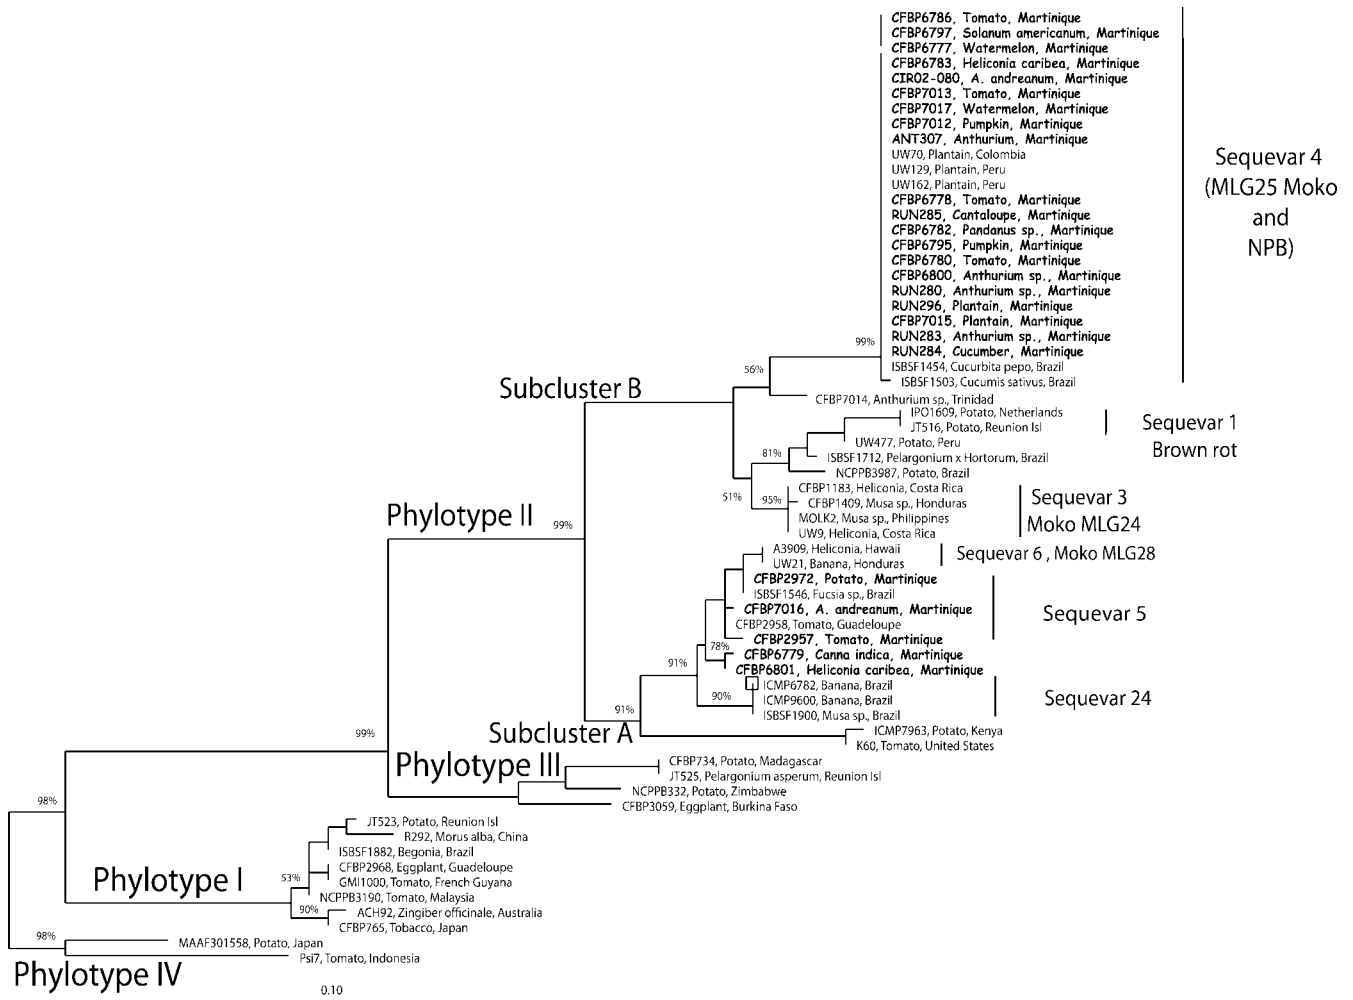 CFBP6786, Tomato, Martinique
CFBP6797, Solanum americanum, Martinique
CFBP6777, Watermelon, Martinique
CFBP6783, Heliconia caribea, Martinique
CIR02-080, A. andreanum, Martinique
CFBP7013, Tomato, Martinique
CFBP7017, Watermelon, Martinique
CFBP7012, Pumpkin, Martinique
ANT307, Anthurium, Martinique
UW70, Plantain, Colombia
UW129, Plantain, Peru
UW162, Plantain, Peru
CFBP6778, Tomato, Martinique
RUN285, Cantaloupe, Martinique
CFBP6782, Pandanus sp., Martinique
CFBP6795, Pumpkin, Martinique
CFBP6780, Tomato, Martinique
CFBP6800, Anthurium sp., Martinique
RUN280, Anthurium sp., Martinique
RUN296, Plantain, Martinique
CFBP7015, Plantain, Martinique
RUN283, Anthurium sp., Martinique
RUN284, Cucumber, Martinique
ISBSF1454, Cucurbita pepo, Brazil
ISBSF1503, Cucumis sativus, Brazil
Sequevar 4
(MLG25 Moko
and
NPB)
99%
56%
Subcluster B
CFBP7014, Anthurium sp., Trinidad
IPO1609, Potato, Netherlands
JT516, Potato, Reunion Isl
UW477, Potato, Peru
ISBSF1712, Pelargonium x Hortorum, Brazil
NCPPB3987, Potato, Brazil
Sequevar 1
Brown rot
81%
51%
95%
CFBP1183, Heliconia, Costa Rica
CFBP1409, Musa sp., Honduras
MOLK2, Musa sp., Philippines
UW9, Heliconia, Costa Rica
Sequevar 3
Moko MLG24
Phylotype II
99%
A3909, Heliconia, Hawaii
UW21, Banana, Honduras
Sequevar 6 , Moko MLG28
CFBP2972, Potato, Martinique
ISBSF1546, Fucsia sp., Brazil
CFBP7016, A. andreanum, Martinique
CFBP2958, Tomato, Guadeloupe
CFBP2957, Tomato, Martinique
Sequevar 5
78%
CFBP6779, Canna indica, Martinique
CFBP6801, Heliconia caribea, Martinique
91%
90%
ICMP6782, Banana, Brazil
ICMP9600, Banana, Brazil
ISBSF1900, Musa sp., Brazil
Sequevar 24
91%
Subcluster A
ICMP7963, Potato, Kenya
K60, Tomato, United States
99%
Phylotype III
CFBP734, Potato, Madagascar
JT525, Pelargonium asperum, Reunion Isl
NCPPB332, Potato, Zimbabwe
CFBP3059, Eggplant, Burkina Faso
98%
JT523, Potato, Reunion Isl
R292, Morus alba, China
ISBSF1882, Begonia, Brazil
CFBP2968, Eggplant, Guadeloupe
GMI1000, Tomato, French Guyana
NCPPB3190, Tomato, Malaysia
ACH92, Zingiber officinale, Australia
CFBP765, Tobacco, Japan
Phylotype I
53%
90%
98%
MAAF301558, Potato, Japan
Psi7, Tomato, Indonesia
Phylotype IV
0.10